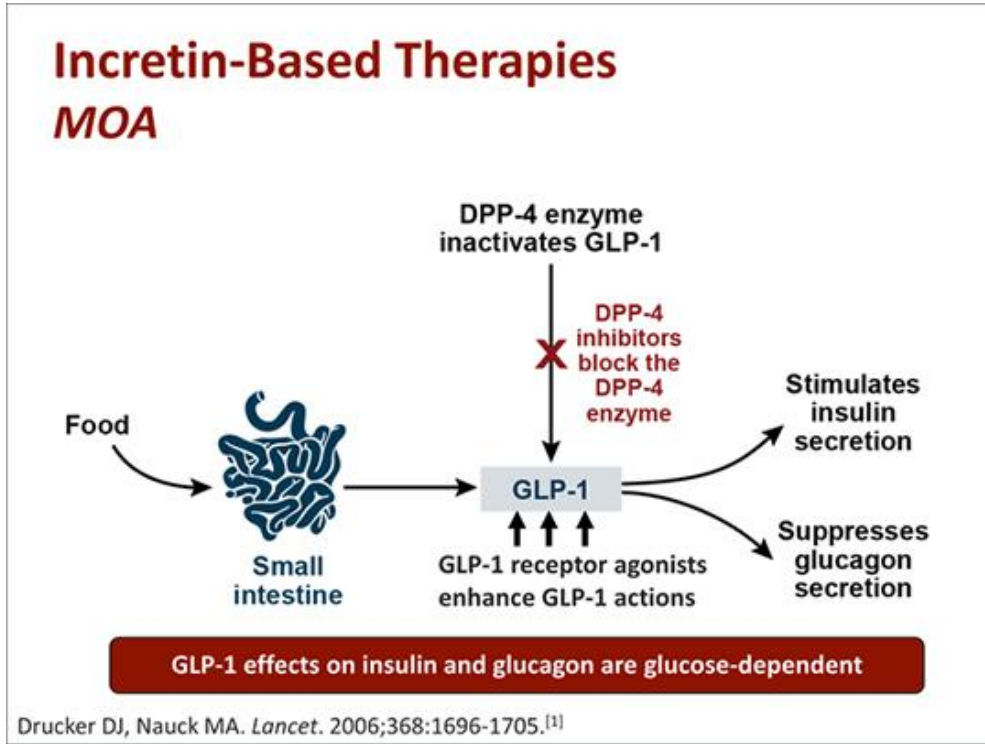 Incretin-Based Therapies
MOA
DPP-4 enzyme
inactivates GLP-1
DPP-4
inhibitors
block the
DPP-4
enzyme
Food
Small
intestine
GLP-1
GLP-1 receptor agonists
enhance GLP-1 actions
Stimulates
insulin
secretion
Suppresses
glucagon
secretion
GLP-1 effects on insulin and glucagon are glucose-dependent
Drucker DJ, Nauck MA. Lancet. 2006;368:1696-1705.[1]